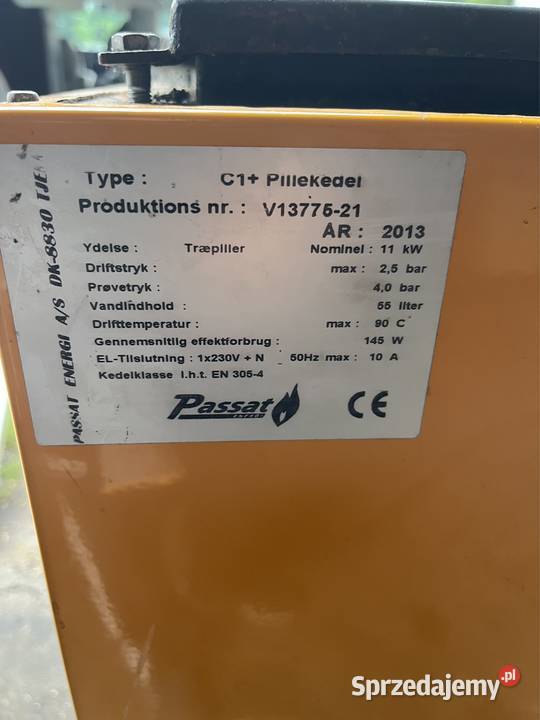 PASSAT ENERGI A/S DK-8830 TJELE
Type : C1+ Pillekedel
Produktions nr. : V13775-21
ÅR : 2013
Ydelse : Træpiller Nominel : 11 kW
Driftstryk : max : 2,5 bar
Prøvetryk : 4,0 bar
Vandlindhold : 55 liter
Drifttemperatur : max : 90 C
Gennemsnitlig effektforbrug : 145 W
EL-Tilslutning : 1x230V + N 50Hz max : 10 A
Kedelklasse I.h.t. EN 305-4
Passat
ENERGI
CE
Sprzedajemy.pl